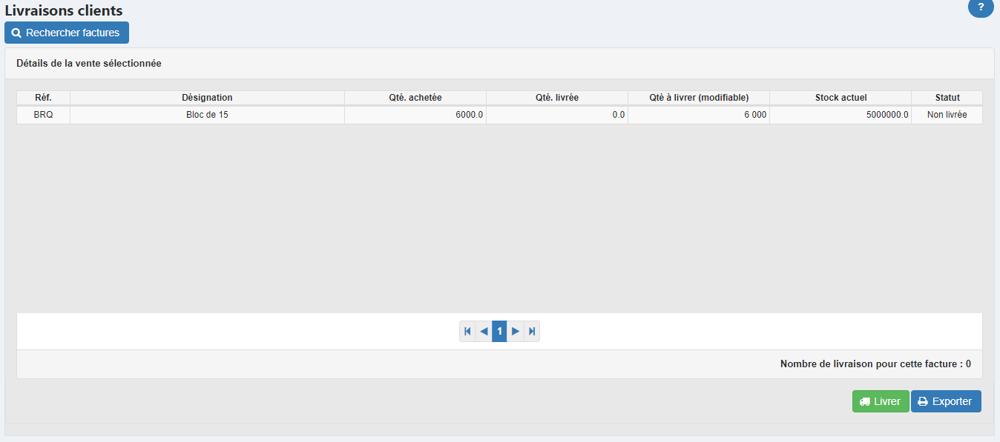 Livraisons clients
?
Rechercher factures
Détails de la vente sélectionnée
Réf. Désignation Qté. achetée Qté. livrée Qté à livrer (modifiable) Stock actuel Statut
BRQ Bloc de 15 6000.0 0.0 6 000 5000000.0 Non livrée
1
Nombre de livraison pour cette facture : 0
Livrer Exporter